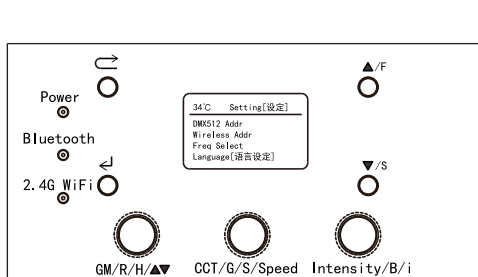 ▲/F
Power
34℃ Setting[设定]
DMX512 Addr
Wireless Addr
Freq Select
Language[语言设定]
Bluetooth
▼/S
2.4G WiFi
GM/R/H/▲▼ CCT/G/S/Speed Intensity/B/i